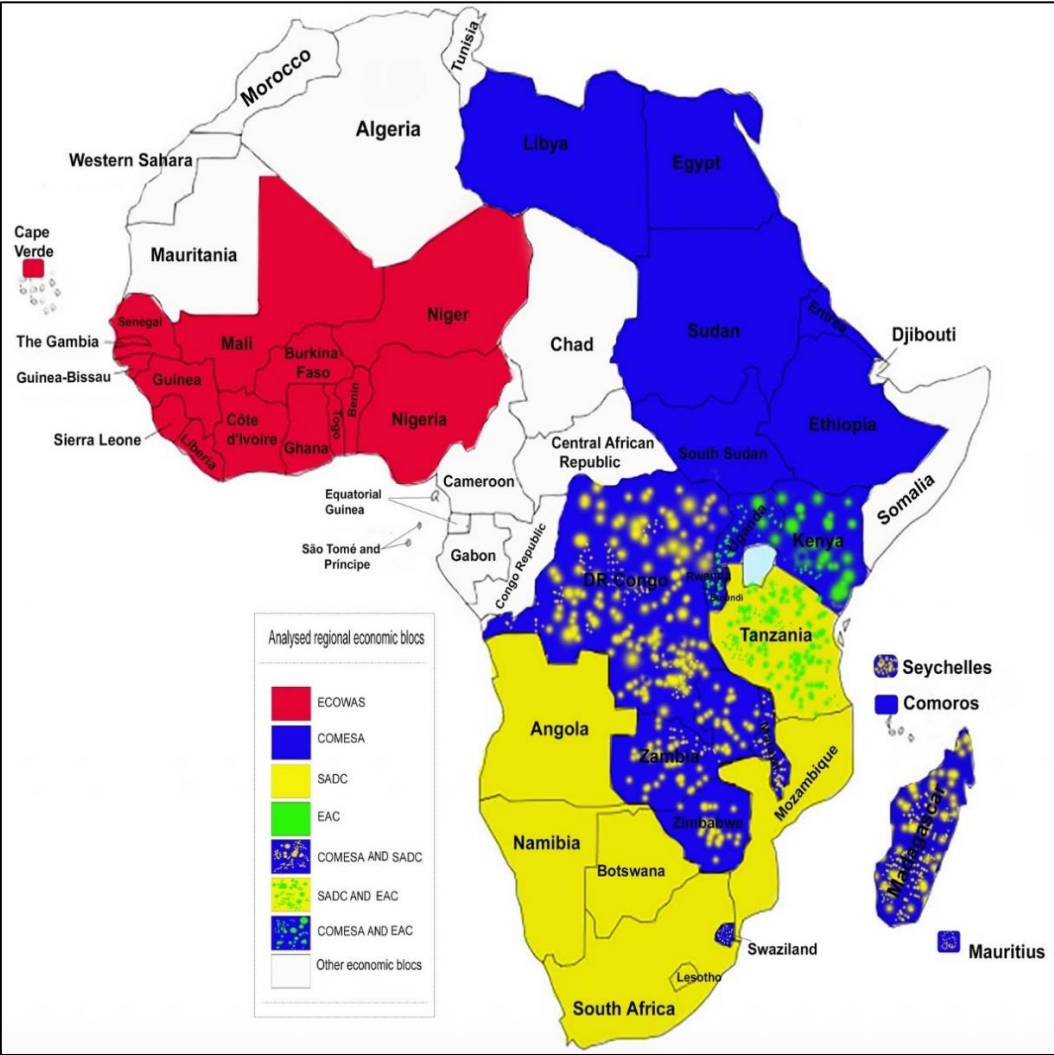 Tunisia
Morocco
Algeria
Libya
Egypt
Western Sahara
Cape
Verde
Mauritania
Senegal
The Gambia
Guinea-Bissau
Mali
Niger
Chad
Sudan
Eritrea
Djibouti
Burkina
Faso
Guinea
Benin
Togo
Nigeria
Côte
d'Ivoire
Ghana
Sierra Leone
Liberia
Ethiopia
South Sudan
Central African
Republic
Cameroon
Somalia
Equatorial
Guinea
São Tomé and
Príncipe
Gabon
Congo Republic
DR Congo
Uganda
Kenya
Burundi
Tanzania
Seychelles
Comoros
Angola
Zambia
Mozambique
Zimbabwe
Madagascar
Namibia
Botswana
Swaziland
Mauritius
Lesotho
South Africa
Analysed regional economic blocs
ECOWAS
COMESA
SADC
EAC
COMESA AND SADC
SADC AND EAC
COMESA AND EAC
Other economic blocs